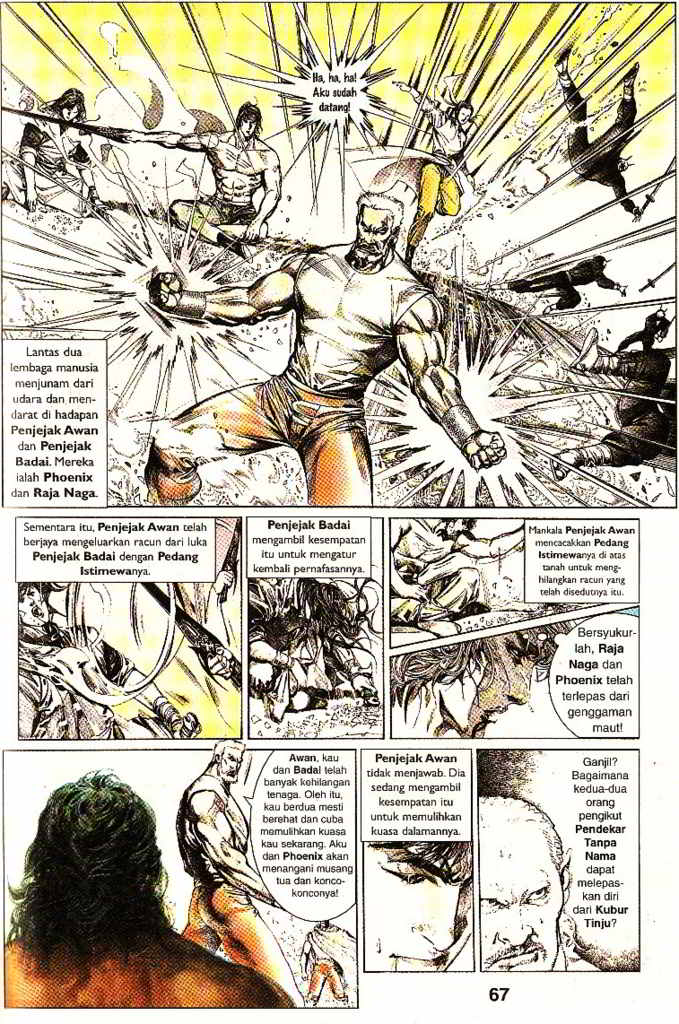 Ha, ha, ha!
Aku sudah
datang!
Lantas dua
lembaga manusia
menjunam dari
udara dan men-
darat di hadapan
Penjejak Awan
dan Penjejak
Badai. Mereka
ialah Phoenix
dan Raja Naga.
Sementara itu, Penjejak Awan telah
berjaya mengeluarkan racun dari luka
Penjejak Badai dengan Pedang
Istimewanya.
Penjejak Badai
mengambil kesempatan
itu untuk mengatur
kembali pernafasannya.
Mankala Penjejak Awan
mencacakkan Pedang
Istimewanya di atas
tanah untuk meng-
hilangkan racun yang
telah disedutnya itu.
Bersyukur-
lah, Raja
Naga dan
Phoenix telah
terlepas dari
genggaman
maut!
Awan, kau
dan Badai telah
banyak kehilangan
tenaga. Oleh itu,
kau berdua mesti
berehat dan cuba
memulihkan kuasa
kau sekarang. Aku
dan Phoenix akan
menangani musang
tua dan konco-
konconya!
Penjejak Awan
tidak menjawab. Dia
sedang mengambil
kesempatan itu
untuk memulihkan
kuasa dalamannya.
Ganjil?
Bagaimana
kedua-dua
orang
pengikut
Pendekar
Tanpa
Nama
dapat
melepas-
kan diri
dari Kubur
Tinju?
67